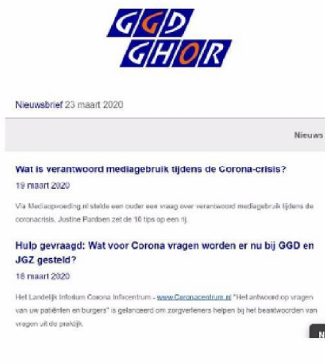 GGD
GHOR
Nieuwsbrief 23 maart 2020
Nieuws
Wat is verantwoord mediagebruik tijdens de Corona-crisis?
19 maart 2020
Via Mediaopvoeding.nl stelde een ouder een vraag over verantwoord mediagebruik tijdens de
coronacrisis. Justine Pardoen zet de 10 tips op een rij.
Hulp gevraagd: Wat voor Corona vragen worden er nu bij GGD en
JGZ gesteld?
16 maart 2020
Het Landelijk Corona Infocentrum - www.Coronacentrum.nl "Het antwoord op vragen
van uw patiënten en burgers" is gelanceerd om zorgverleners helpen bij het beantwoorden van
vragen uit de praktijk.
N